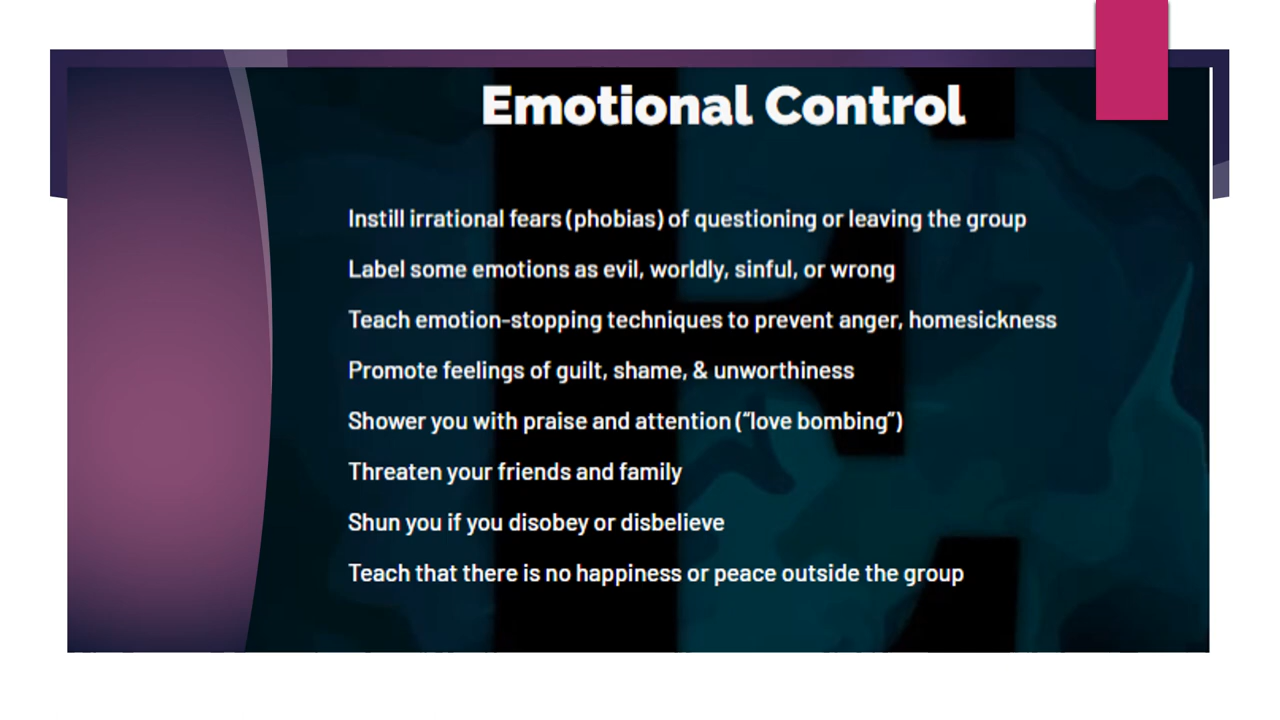 Emotional Control
Instill irrational fears (phobias) of questioning or leaving the group
Label some emotions as evil, worldly, sinful, or wrong
Teach emotion-stopping techniques to prevent anger, homesickness
Promote feelings of guilt, shame, & unworthiness
Shower you with praise and attention (“love bombing”)
Threaten your friends and family
Shun you if you disobey or disbelieve
Teach that there is no happiness or peace outside the group